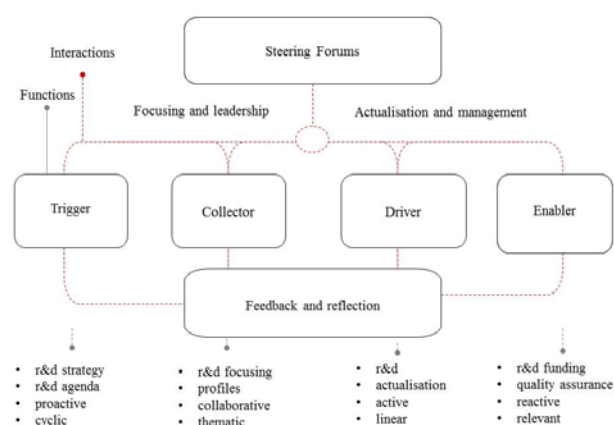 Steering Forums
Interactions
Functions
Focusing and leadership
Actualisation and management
Trigger
Collector
Driver
Enabler
Feedback and reflection
• r&d strategy
• r&d agenda
• proactive
• cyclic
• r&d focusing
• profiles
• collaborative
• thematic
• r&d
• actualisation
• active
• linear
• r&d funding
• quality assurance
• reactive
• relevant